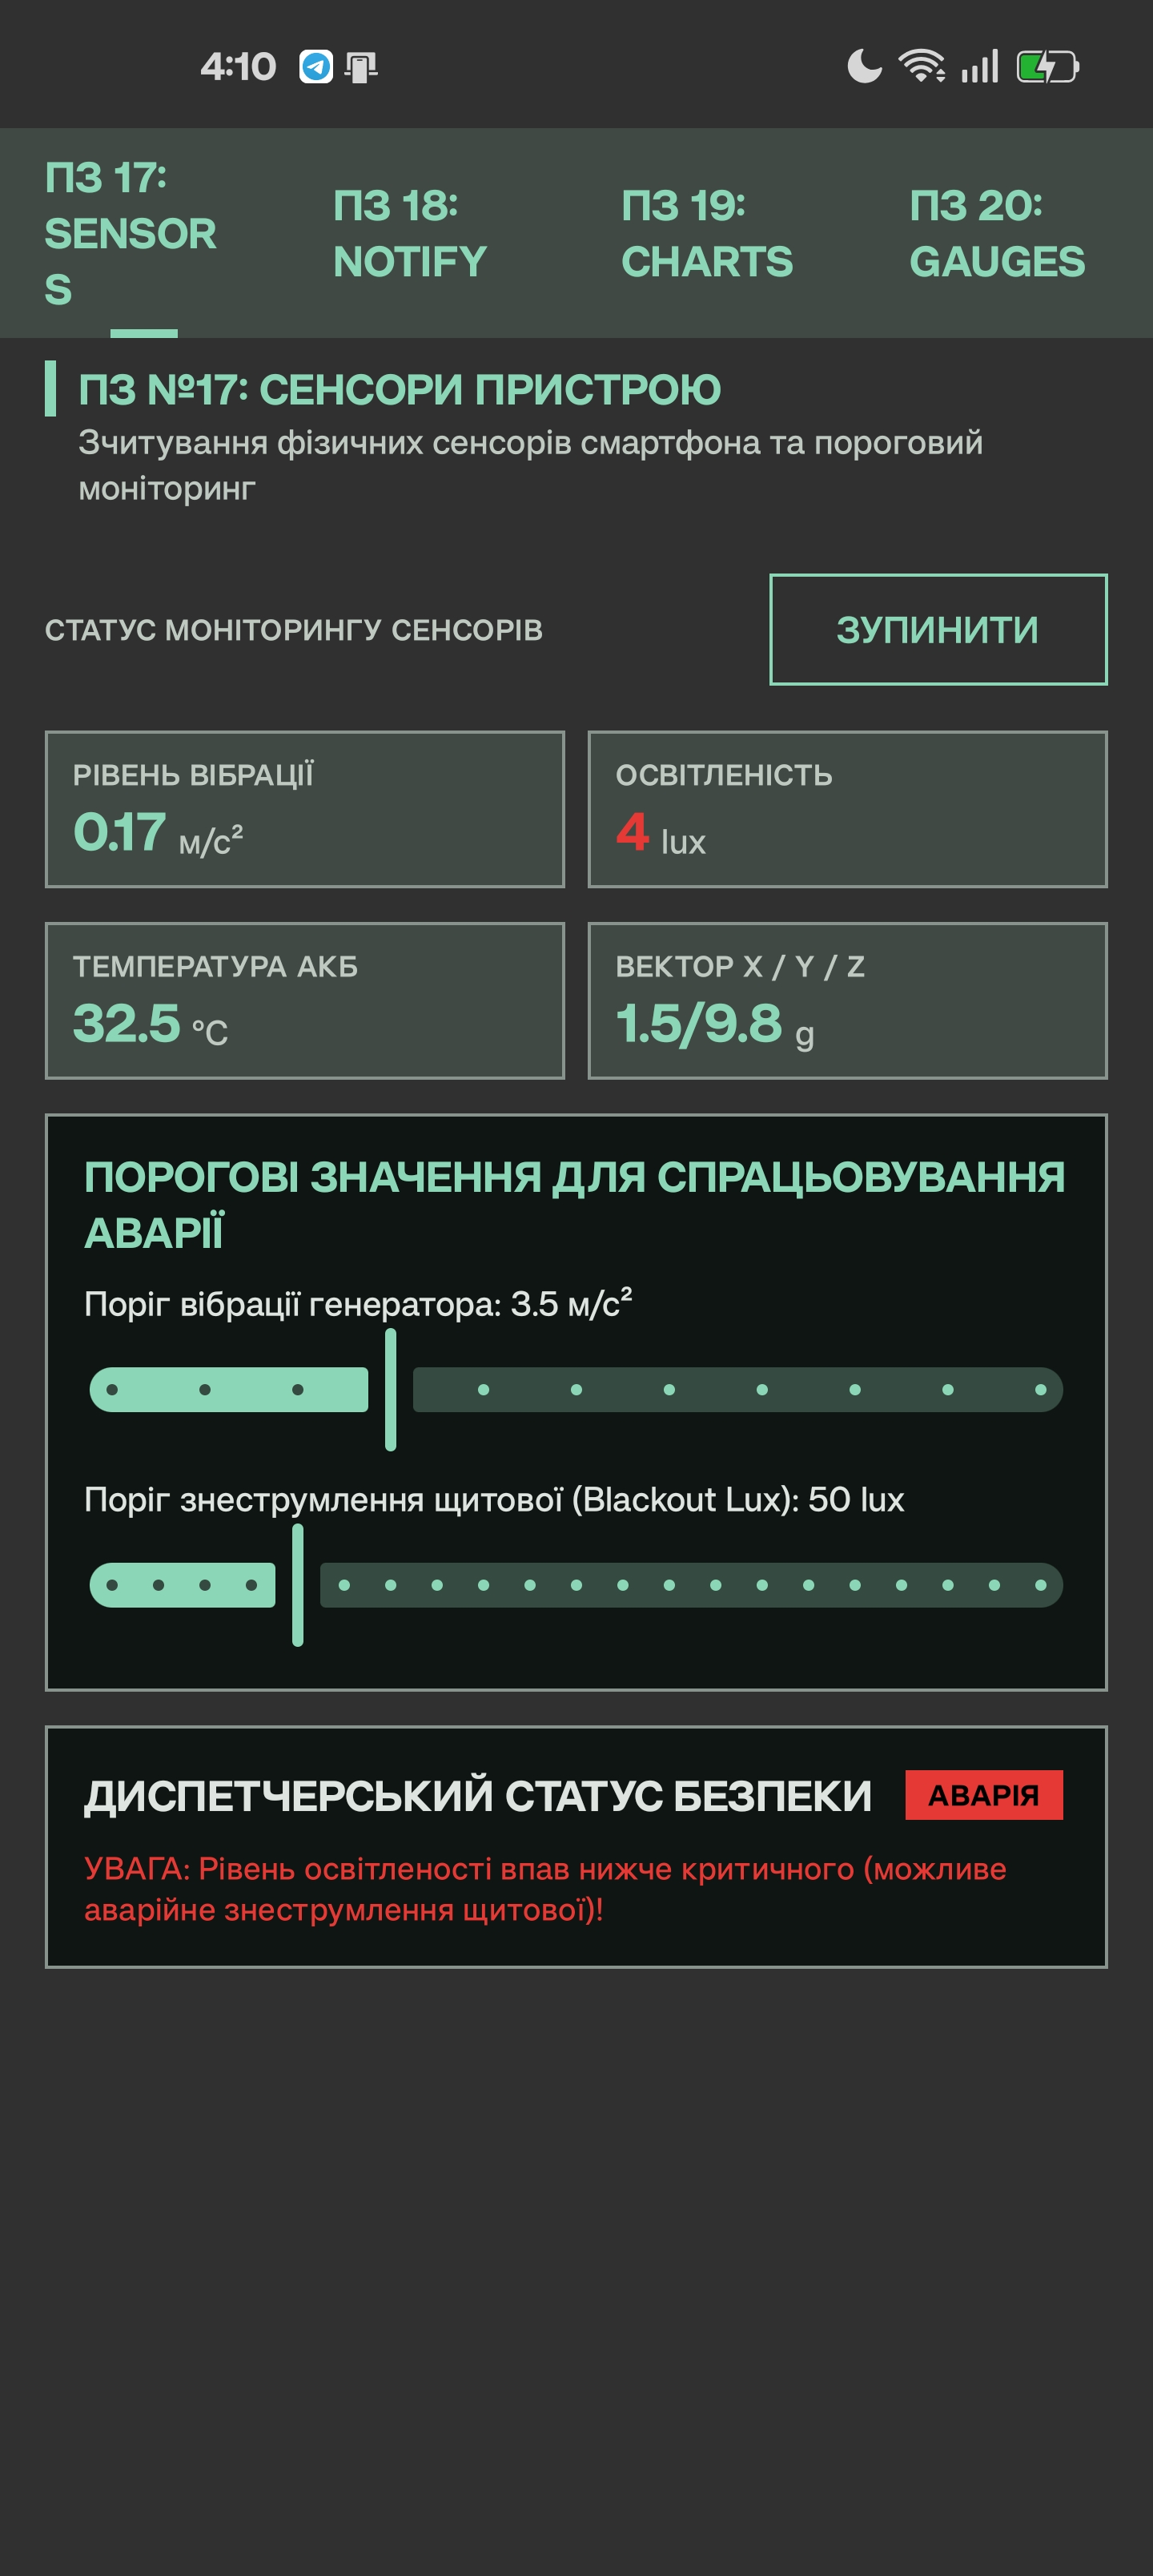 4:10
ПЗ 17:
SENSOR
S
ПЗ 18:
NOTIFY
ПЗ 19:
CHARTS
ПЗ 20:
GAUGES
ПЗ №17: СЕНСОРИ ПРИСТРОЮ
Зчитування фізичних сенсорів смартфона та пороговий
моніторинг
СТАТУС МОНІТОРИНГУ СЕНСОРІВ
ЗУПИНИТИ
РІВЕНЬ ВІБРАЦІЇ
0.17 м/с²
ОСВІТЛЕНІСТЬ
4 lux
ТЕМПЕРАТУРА АКБ
32.5 °C
ВЕКТОР X / Y / Z
1.5/9.8 g
ПОРОГОВІ ЗНАЧЕННЯ ДЛЯ СПРАЦЬОВУВАННЯ
АВАРІЇ
Поріг вібрації генератора: 3.5 м/с²
Поріг знеструмлення щитової (Blackout Lux): 50 lux
ДИСПЕТЧЕРСЬКИЙ СТАТУС БЕЗПЕКИ
АВАРІЯ
УВАГА: Рівень освітленості впав нижче критичного (можливе
аварійне знеструмлення щитової)!